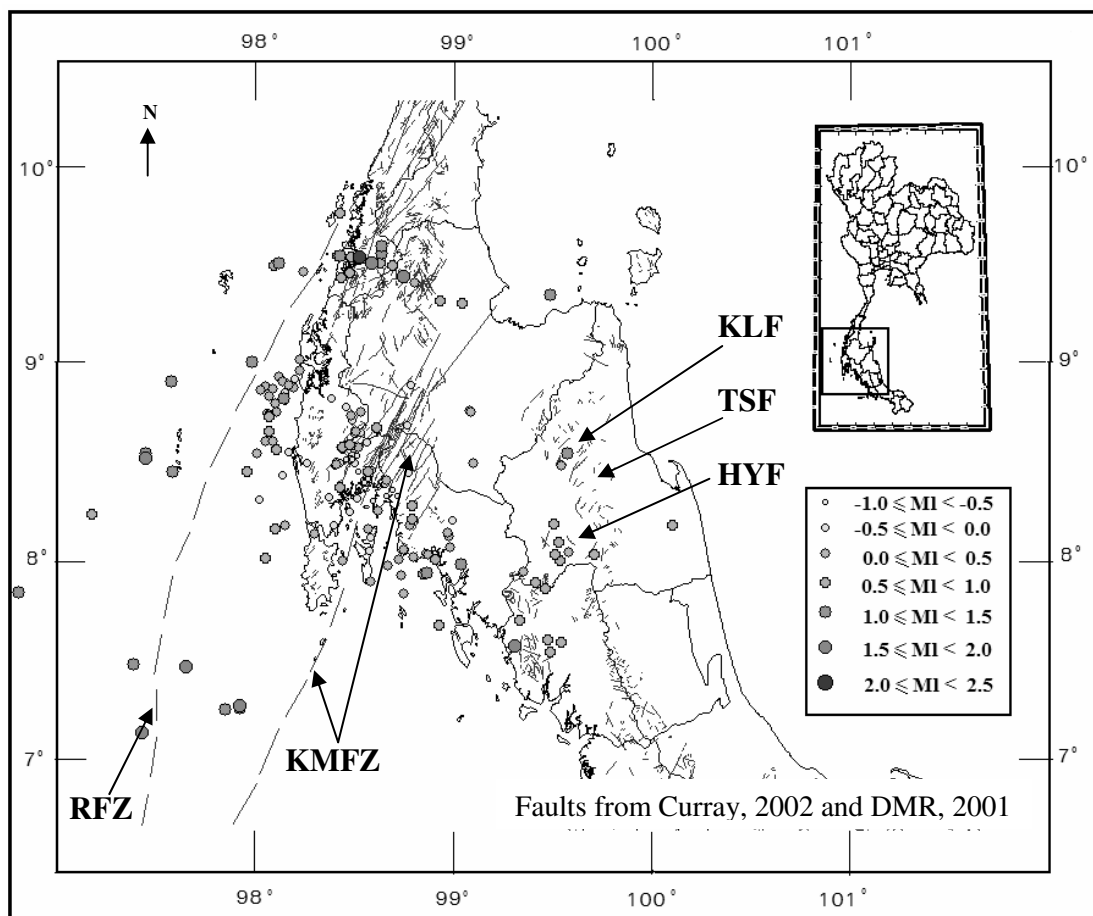 98° 99° 100° 101°
N
10° 10°
9° 9°
KLF
TSF
HYF
-1.0 ⩽ Ml < -0.5
-0.5 ⩽ Ml < 0.0
0.0 ⩽ Ml < 0.5
0.5 ⩽ Ml < 1.0
1.0 ⩽ Ml < 1.5
1.5 ⩽ Ml < 2.0
2.0 ⩽ Ml < 2.5
8° 8°
7° 7°
KMFZ
RFZ
Faults from Curray, 2002 and DMR, 2001
98° 99° 100° 101°